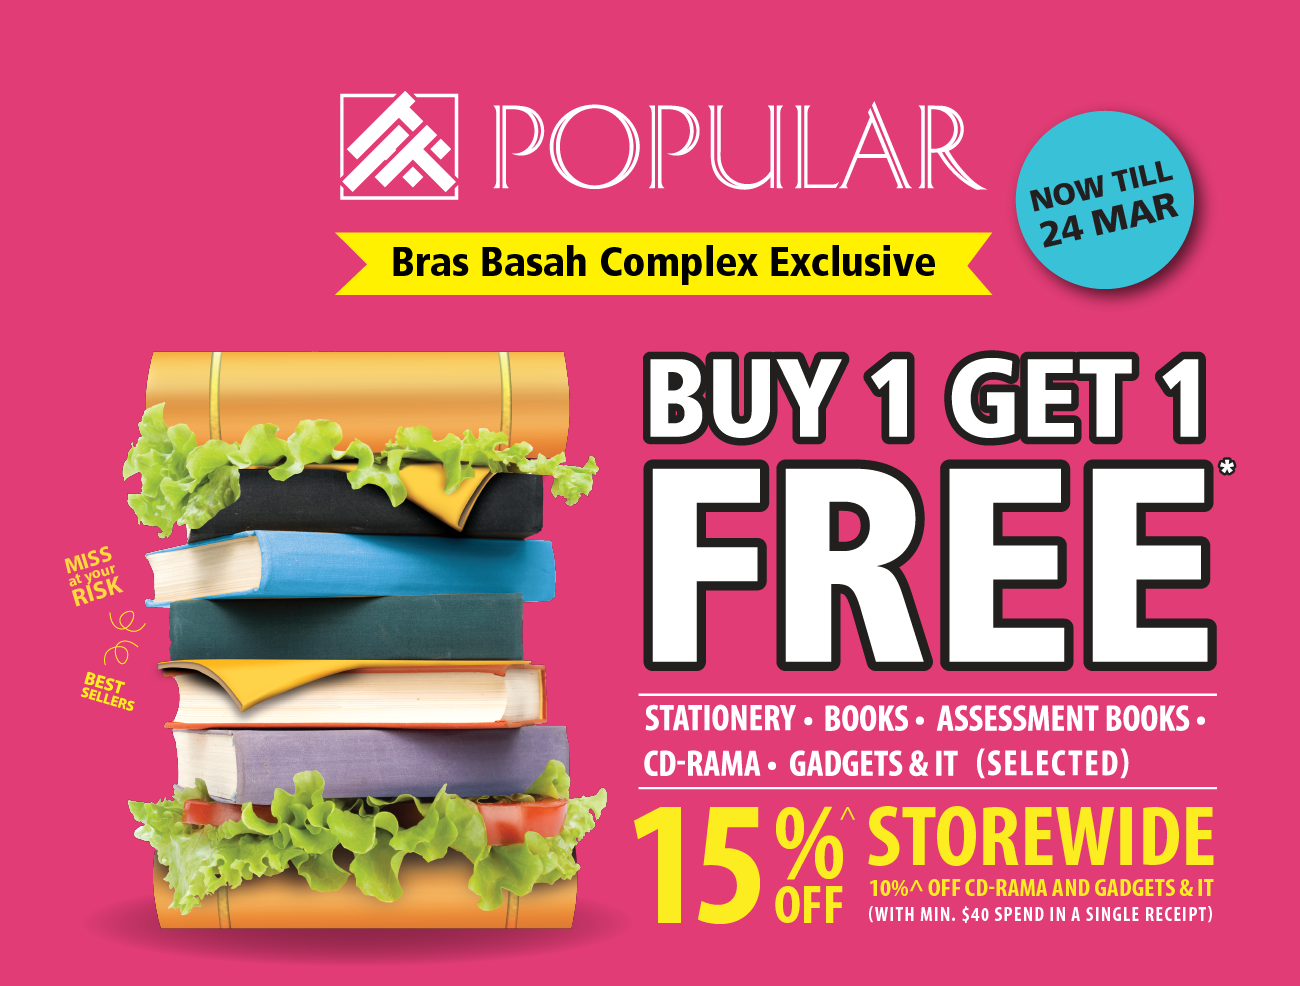 POPULAR
NOW TILL
24 MAR
Bras Basah Complex Exclusive
BUY 1 GET 1
FREE*
MISS
at your
RISK
BEST
SELLERS
STATIONERY • BOOKS • ASSESSMENT BOOKS •
CD-RAMA • GADGETS & IT (SELECTED)
15%^ OFF STOREWIDE
10%^ OFF CD-RAMA AND GADGETS & IT
(WITH MIN. $40 SPEND IN A SINGLE RECEIPT)